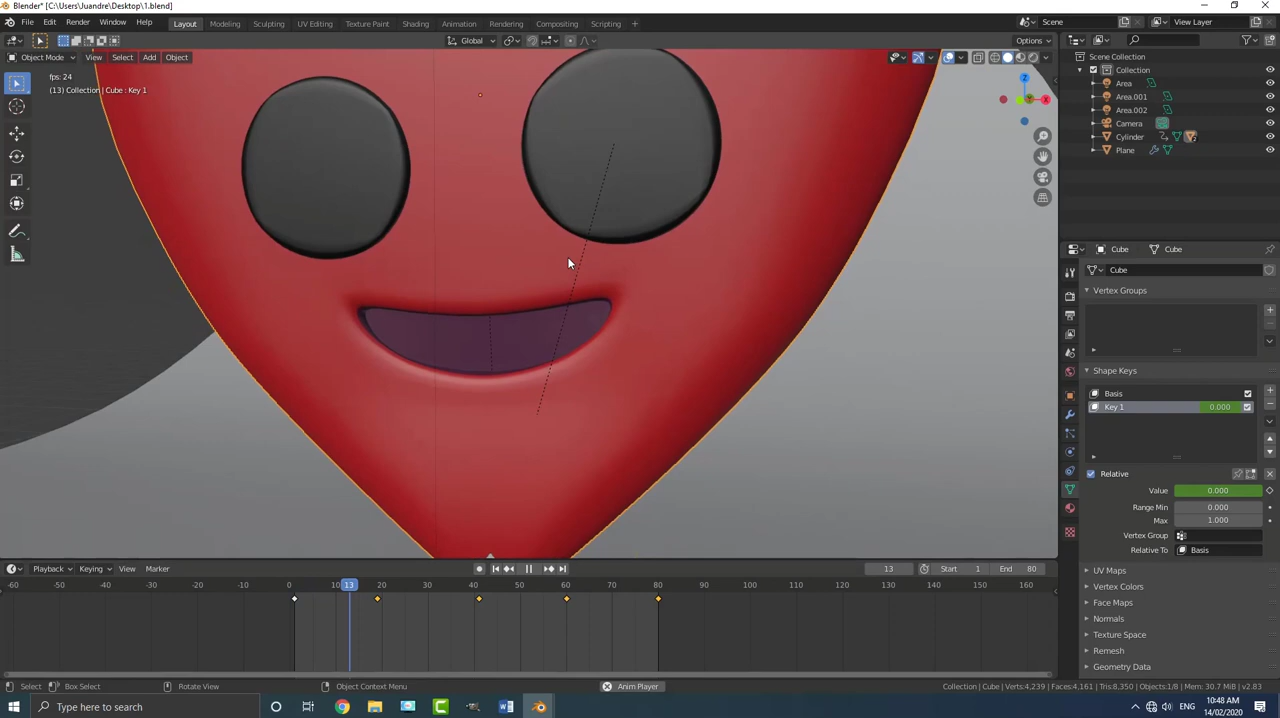 Blender* [C:\Users\Juandre\Desktop\1.blend]
File Edit Render Window Help Layout Modeling Sculpting UV Editing Texture Paint Shading Animation Rendering Compositing Scripting + Scene View Layer
Global Options
Object Mode View Select Add Object
fps: 24
(13) Collection | Cube : Key 1
Z
X
Y
Scene Collection
Collection
Area
Area.001
Area.002
Camera
Cylinder
Plane
Cube Cube
Cube
Vertex Groups
Shape Keys
Basis
Key 1 0.000
Relative
Value 0.000
Range Min 0.000
Max 1.000
Vertex Group
Relative To Basis
UV Maps
Vertex Colors
Face Maps
Normals
Texture Space
Remesh
Geometry Data
Playback Keying View Marker 13 Start 1 End 80
-60 -50 -40 -30 -20 -10 0 10 13 20 30 40 50 60 70 80 90 100 110 120 130 140 150 160
Select Box Select Rotate View Object Context Menu Anim Player Collection | Cube | Verts:4,239 | Faces:4,161 | Tris:8,350 | Objects:1/8 | Mem: 30.7 MiB | v2.83
Type here to search
10:48 AM
14/02/2020